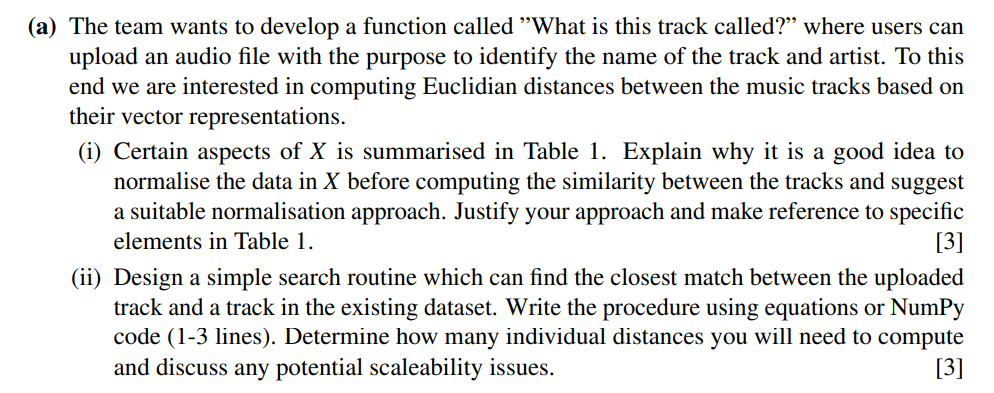 (a) The team wants to develop a function called ”What is this track called?” where users can
upload an audio file with the purpose to identify the name of the track and artist. To this
end we are interested in computing Euclidian distances between the music tracks based on
their vector representations.
(i) Certain aspects of X is summarised in Table 1. Explain why it is a good idea to
normalise the data in X before computing the similarity between the tracks and suggest
a suitable normalisation approach. Justify your approach and make reference to specific
elements in Table 1. [3]
(ii) Design a simple search routine which can find the closest match between the uploaded
track and a track in the existing dataset. Write the procedure using equations or NumPy
code (1-3 lines). Determine how many individual distances you will need to compute
and discuss any potential scaleability issues. [3]